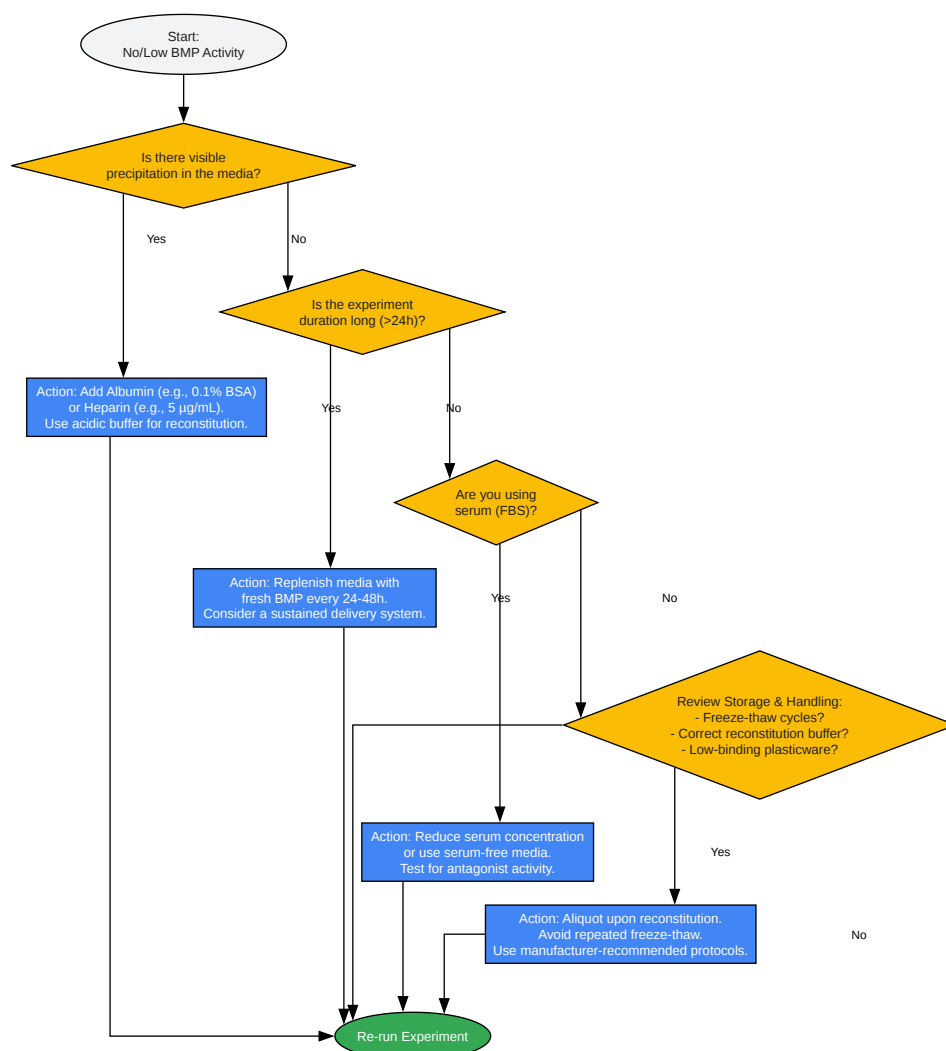 Start:
No/Low BMP Activity
Is there visible
precipitation in the media?
Yes
No
Is the experiment
duration long (>24h)?
Action: Add Albumin (e.g., 0.1% BSA)
or Heparin (e.g., 5 µg/mL).
Use acidic buffer for reconstitution.
Yes
No
Are you using
serum (FBS)?
Action: Replenish media with
fresh BMP every 24-48h.
Consider a sustained delivery system.
Yes
No
Review Storage & Handling:
- Freeze-thaw cycles?
- Correct reconstitution buffer?
- Low-binding plasticware?
Action: Reduce serum concentration
or use serum-free media.
Test for antagonist activity.
Yes
Action: Aliquot upon reconstitution.
Avoid repeated freeze-thaw.
Use manufacturer-recommended protocols.
No
Re-run Experiment